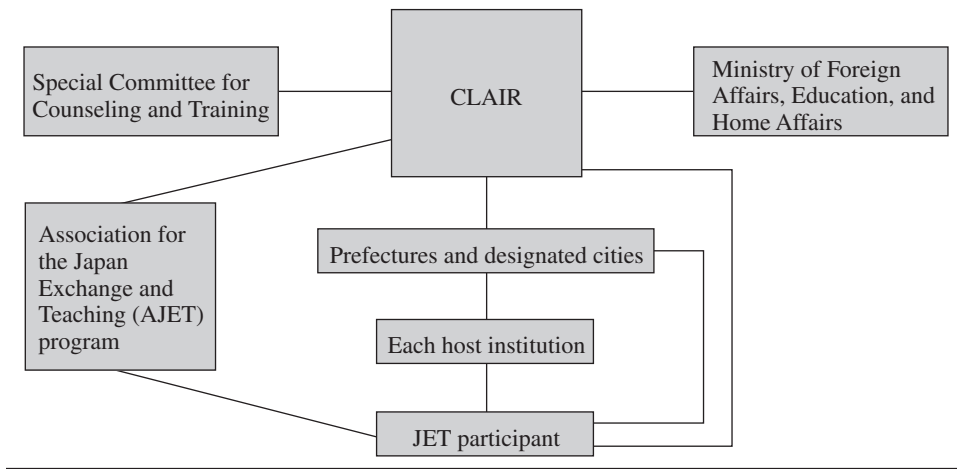 Special Committee for
Counseling and Training
CLAIR
Ministry of Foreign
Affairs, Education, and
Home Affairs
Association for
the Japan
Exchange and
Teaching (AJET)
program
Prefectures and designated cities
Each host institution
JET participant